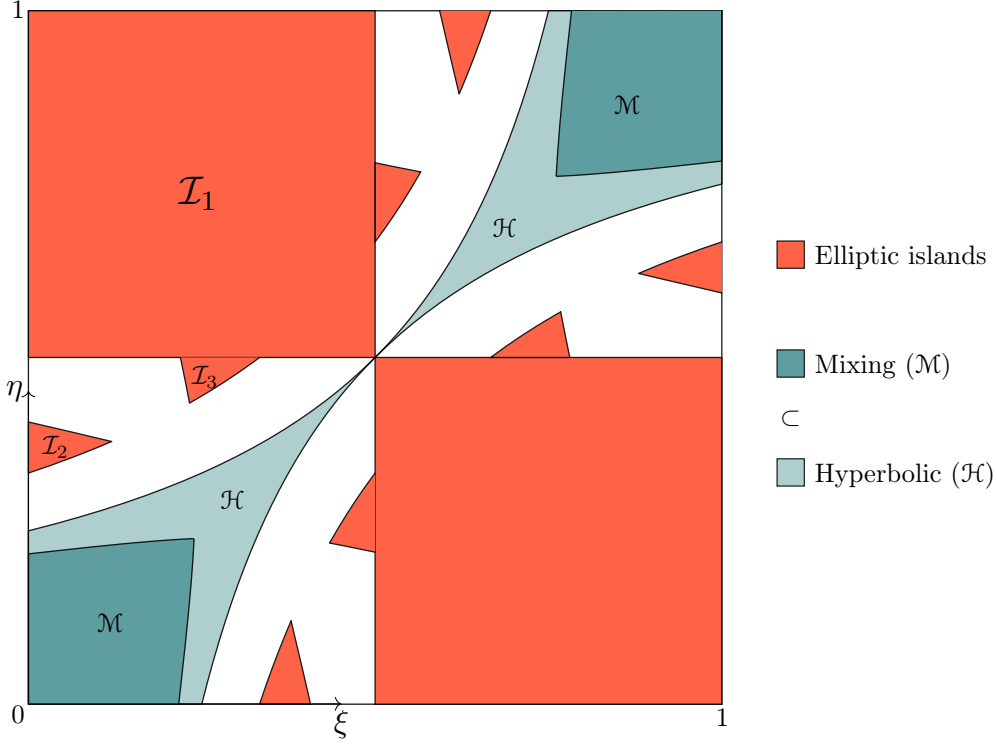 1
ℳ
ℐ₁
ℋ
Elliptic islands
Mixing (ℳ)
⊂
Hyperbolic (ℋ)
ℐ₃
η
ℐ₂
ℋ
ℳ
0
ξ
1